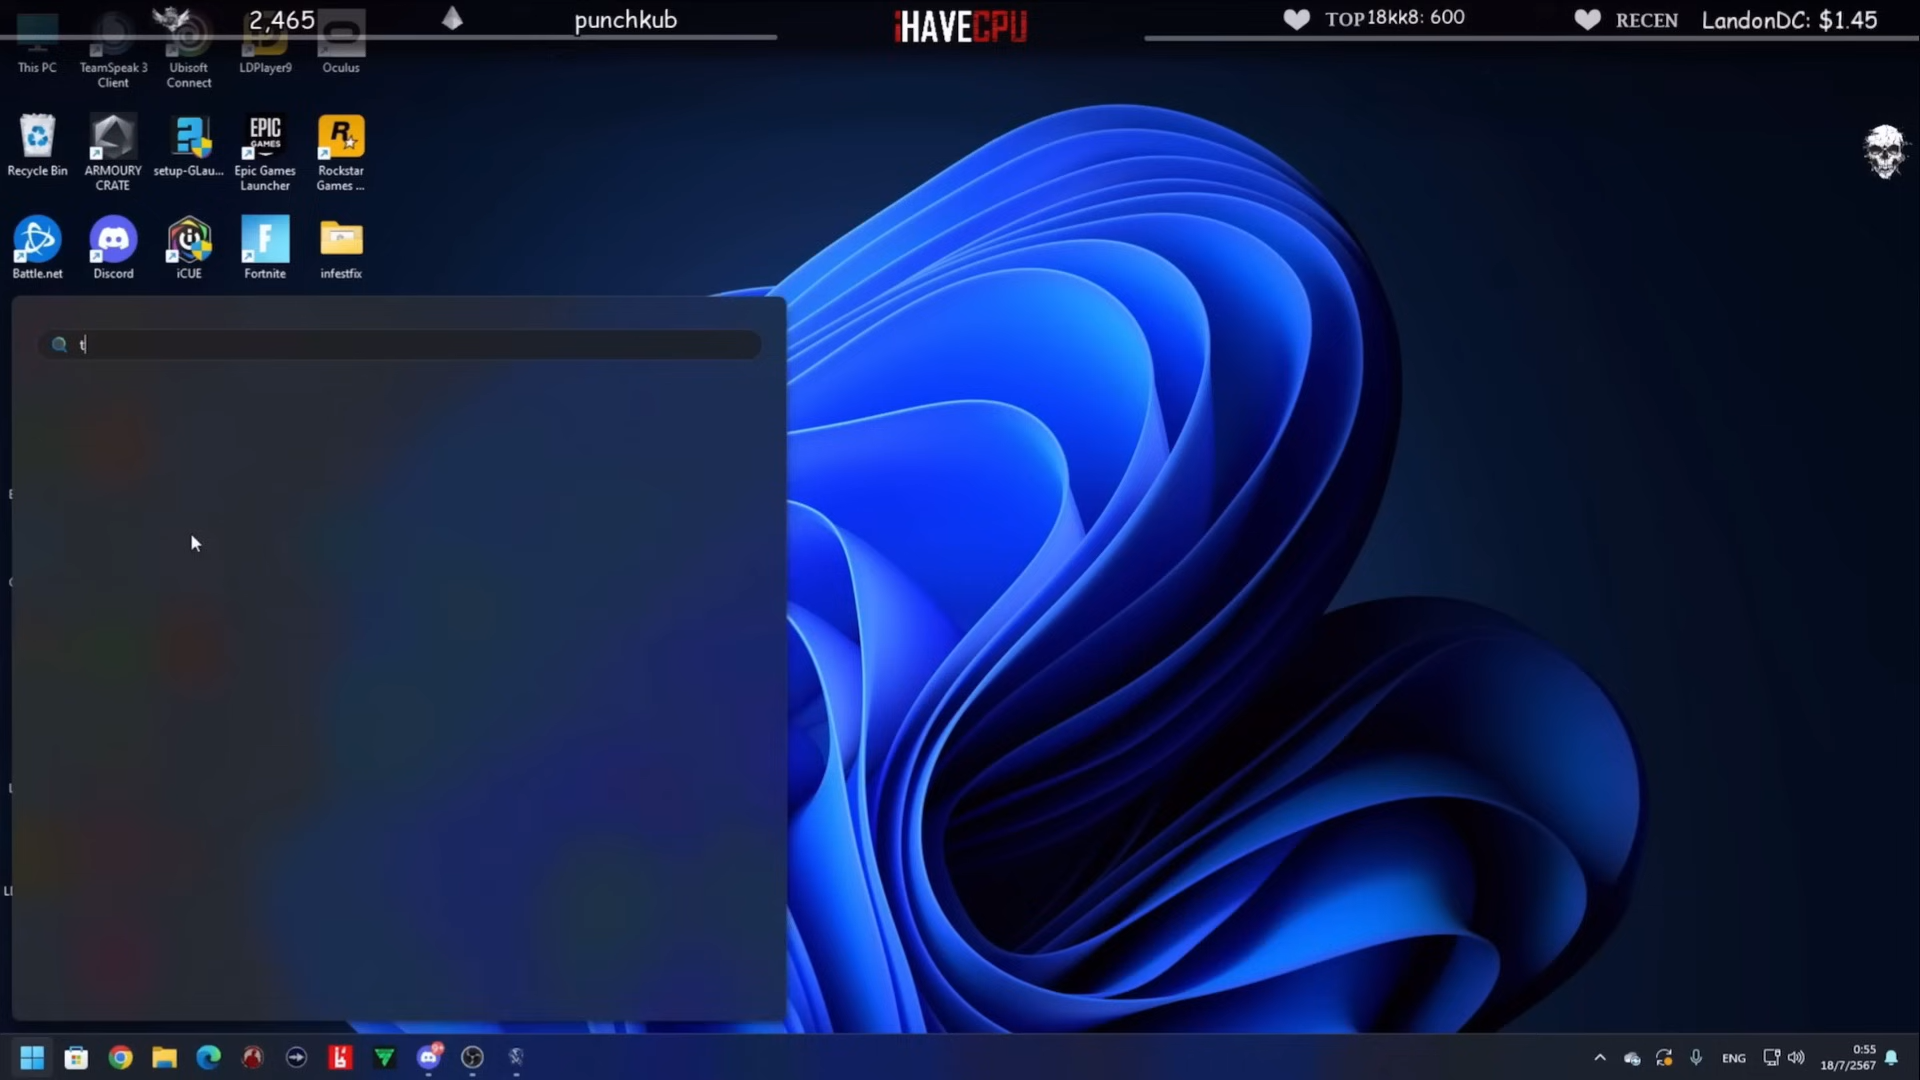 2,465
punchkub
iHAVECPU
TOP 18kk8: 600
RECEN LandonDC: $1.45
This PC
TeamSpeak 3
Client
Ubisoft
Connect
LDPlayer9
Oculus
Recycle Bin
ARMOURY
CRATE
setup-GLau...
EPIC
GAMES
Epic Games
Launcher
Rockstar
Games ...
Battle.net
Discord
iCUE
Fortnite
infestfix
t
ENG
0:55
18/7/2567